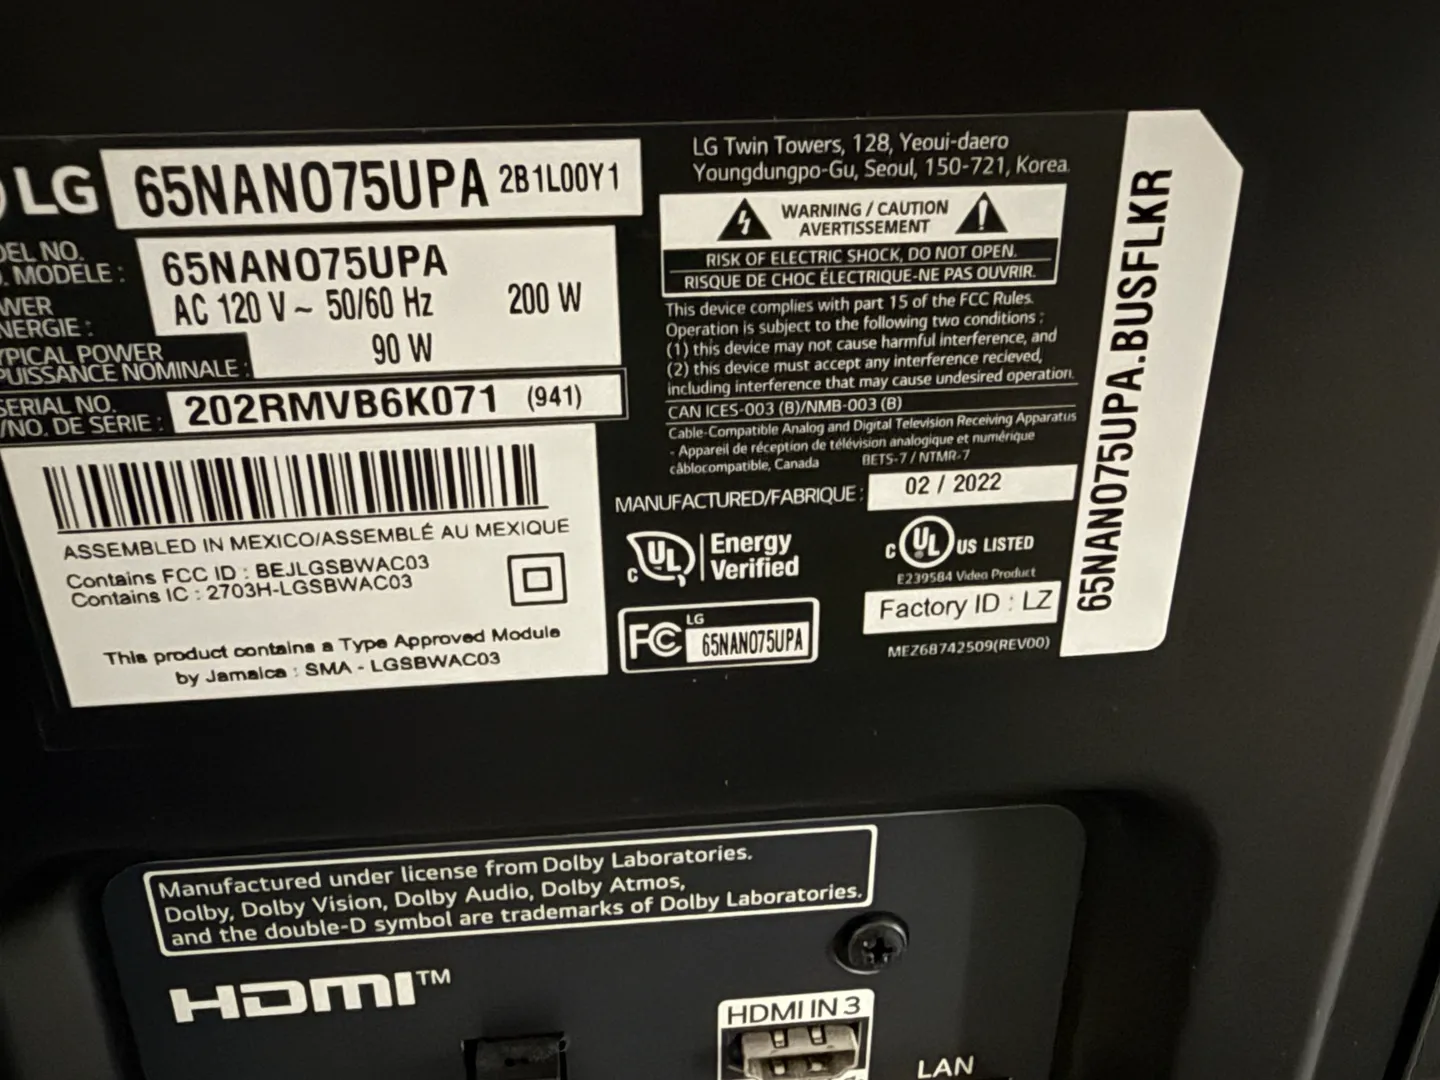 LG 65NANO75UPA 2B1L00Y1
MODÈLE : 65NANO75UPA
AC 120 V ~ 50/60 Hz 200 W
90 W
PUISSANCE NOMINALE :
SERIAL NO.
/NO. DE SÉRIE : 202RMVB6K071 (941)
ASSEMBLED IN MEXICO/ASSEMBLÉ AU MEXIQUE
Contains FCC ID : BEJLGSBWAC03
Contains IC : 2703H-LGSBWAC03
This product contains a Type Approved Module
by Jamaica : SMA - LGSBWAC03
LG Twin Towers, 128, Yeoui-daero
Youngdungpo-Gu, Seoul, 150-721, Korea.
WARNING / CAUTION
AVERTISSEMENT
RISK OF ELECTRIC SHOCK, DO NOT OPEN.
RISQUE DE CHOC ÉLECTRIQUE-NE PAS OUVRIR.
This device complies with part 15 of the FCC Rules.
Operation is subject to the following two conditions :
(1) this device may not cause harmful interference, and
(2) this device must accept any interference recieved,
including interference that may cause undesired operation.
CAN ICES-003 (B)/NMB-003 (B)
Cable-Compatible Analog and Digital Television Receiving Apparatus
- Appareil de réception de télévision analogique et numérique
câblocompatible, Canada BETS-7 / NTMR-7
MANUFACTURED/FABRIQUE : 02 / 2022
c UL Energy
Verified
c UL US LISTED
E239584 Video Product
FC LG
65NANO75UPA
Factory ID : LZ
MEZ68742509(REV00)
65NANO75UPA.BUSFLKR
Manufactured under license from Dolby Laboratories.
Dolby, Dolby Vision, Dolby Audio, Dolby Atmos,
and the double-D symbol are trademarks of Dolby Laboratories.
HDMI™
HDMI IN 3
LAN